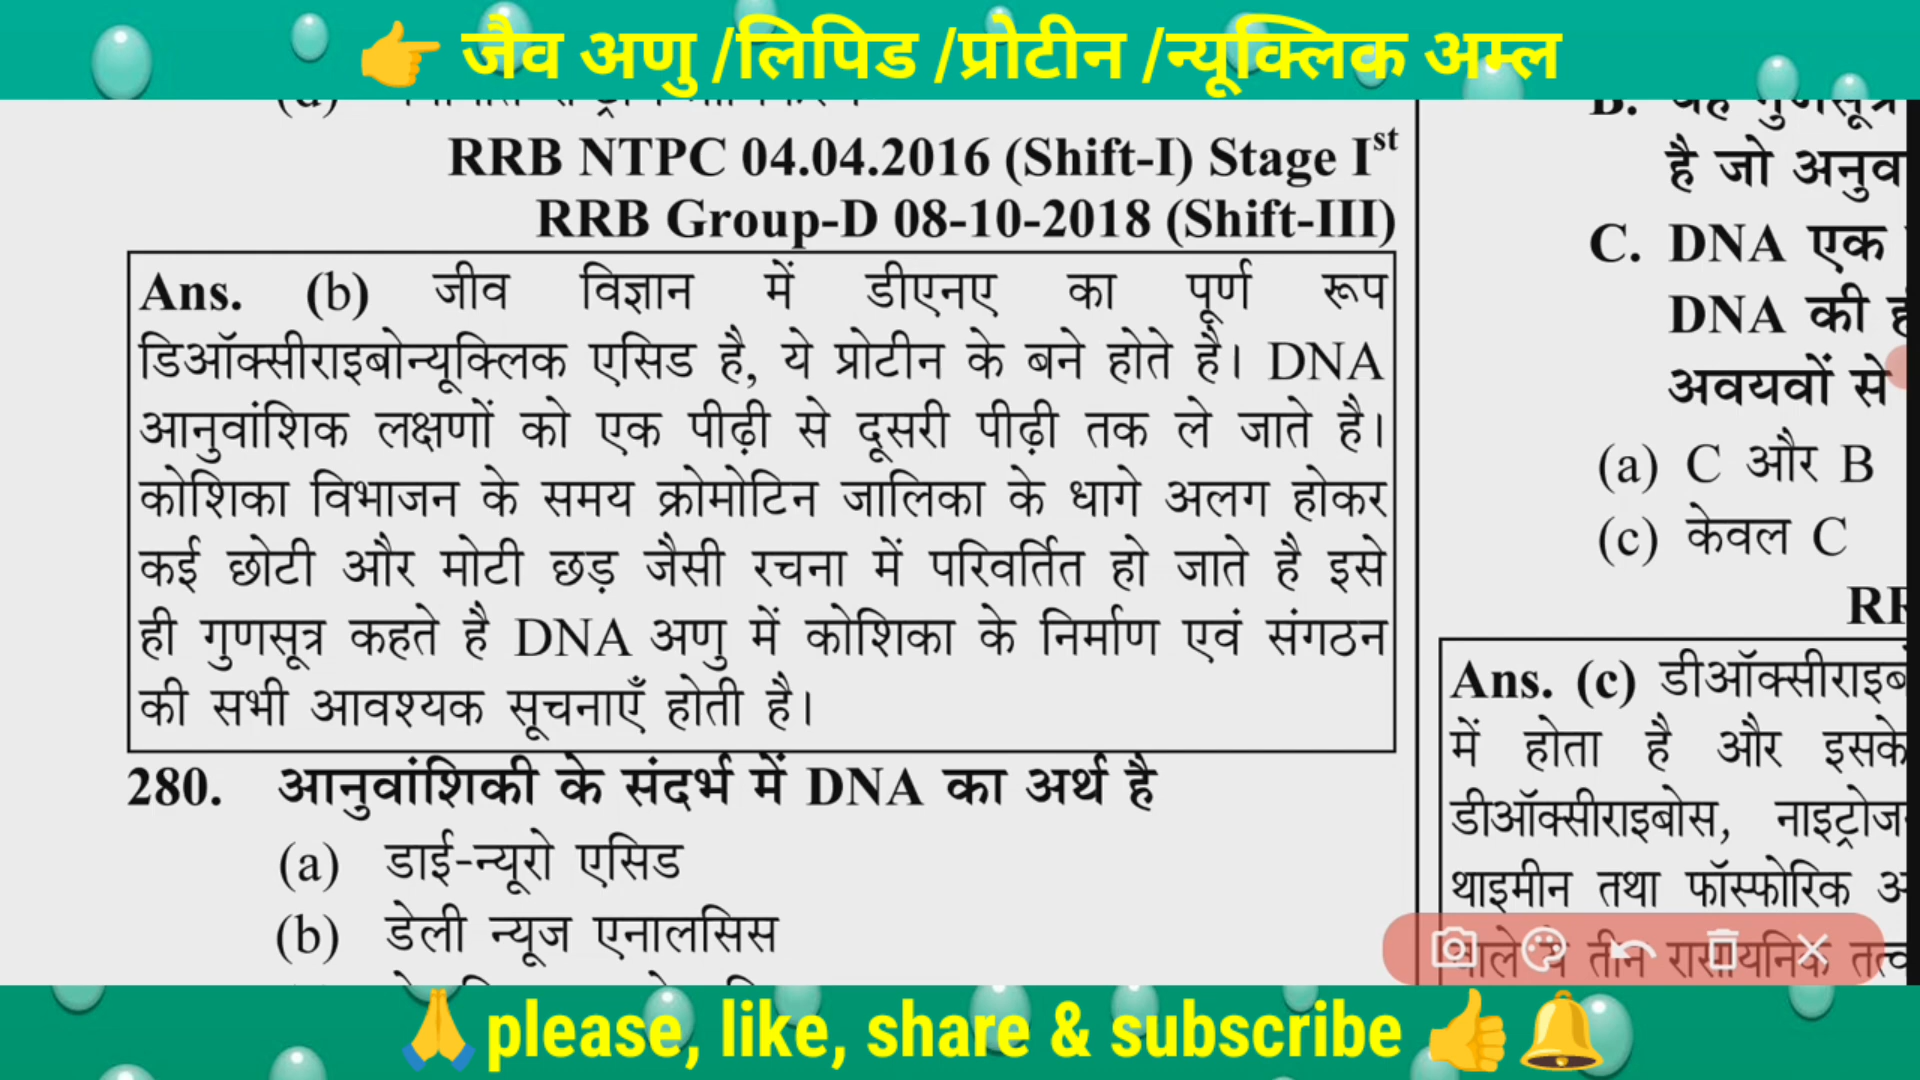 👉 जैव अणु /लिपिड /प्रोटीन /न्यूक्लिक अम्ल
RRB NTPC 04.04.2016 (Shift-I) Stage Iˢᵗ
RRB Group-D 08-10-2018 (Shift-III)
Ans. (b) जीव विज्ञान में डीएनए का पूर्ण रूप
डिऑक्सीराइबोन्यूक्लिक एसिड है, ये प्रोटीन के बने होते है। DNA
आनुवांशिक लक्षणों को एक पीढ़ी से दूसरी पीढ़ी तक ले जाते है।
कोशिका विभाजन के समय क्रोमोटिन जालिका के धागे अलग होकर
कई छोटी और मोटी छड़ जैसी रचना में परिवर्तित हो जाते है इसे
ही गुणसूत्र कहते है DNA अणु में कोशिका के निर्माण एवं संगठन
की सभी आवश्यक सूचनाएँ होती है।
280. आनुवांशिकी के संदर्भ में DNA का अर्थ है
(a) डाई-न्यूरो एसिड
(b) डेली न्यूज एनालसिस
B. यह गुणसूत्र
है जो
C. DNA एक
DNA की
अवयवों से
(a) C और B
(c) केवल C
Ans. (c)
में होता है और इसके
डीऑक्सीराइबोस,
थाइमीन तथा फॉस्फोरिक
तीन रासायनिक
🙏 please, like, share & subscribe 👍 🔔